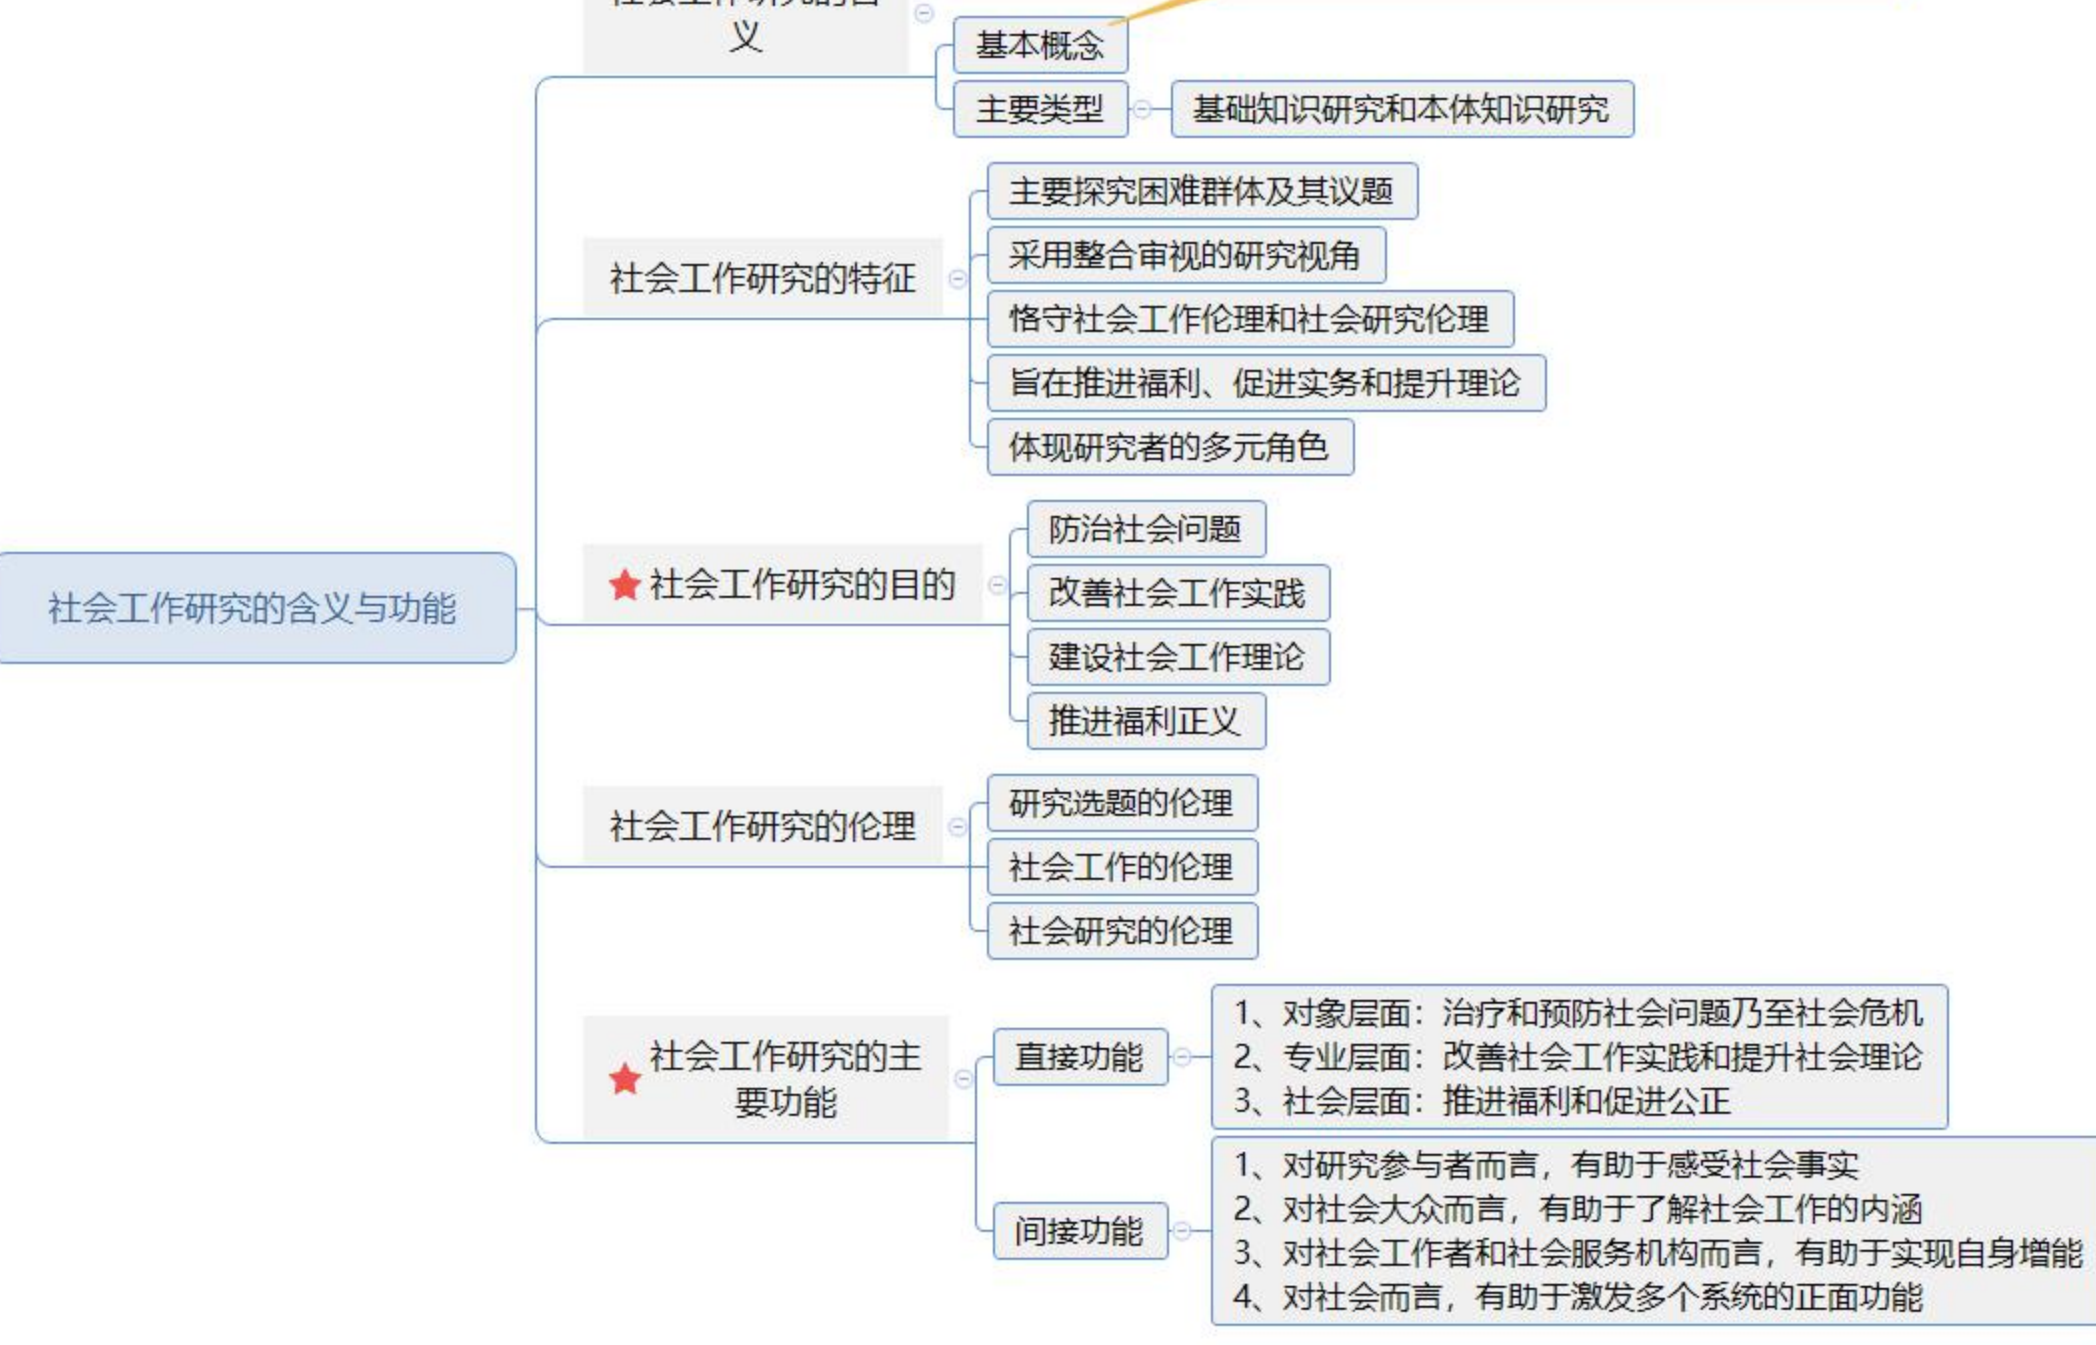 社会工作研究的含
义
基本概念
主要类型
基础知识研究和本体知识研究
社会工作研究的特征
主要探究困难群体及其议题
采用整合审视的研究视角
恪守社会工作伦理和社会研究伦理
旨在推进福利、促进实务和提升理论
体现研究者的多元角色
社会工作研究的含义与功能
社会工作研究的目的
防治社会问题
改善社会工作实践
建设社会工作理论
推进福利正义
社会工作研究的伦理
研究选题的伦理
社会工作的伦理
社会研究的伦理
社会工作研究的主
要功能
直接功能
1、对象层面：治疗和预防社会问题乃至社会危机
2、专业层面：改善社会工作实践和提升社会理论
3、社会层面：推进福利和促进公正
间接功能
1、对研究参与者而言，有助于感受社会事实
2、对社会大众而言，有助于了解社会工作的内涵
3、对社会工作者和社会服务机构而言，有助于实现自身增能
4、对社会而言，有助于激发多个系统的正面功能